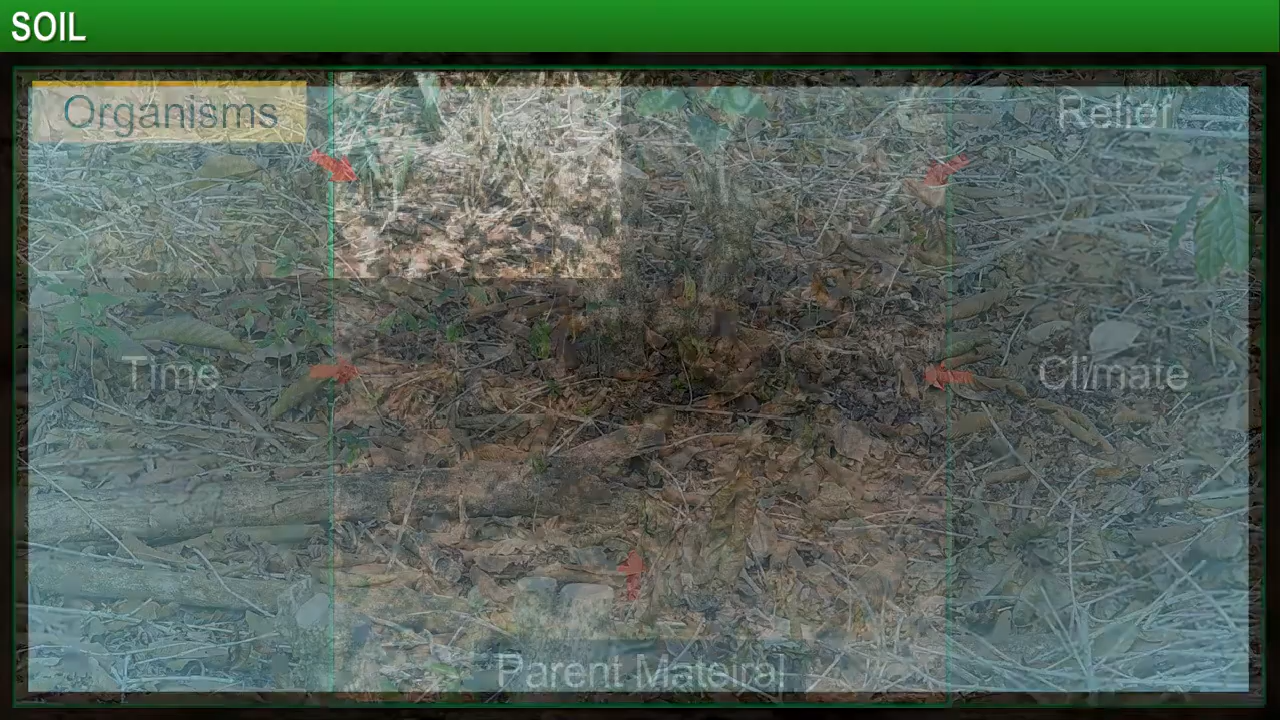 SOIL
Organisms
Relief
Time
Climate
Parent Mateiral